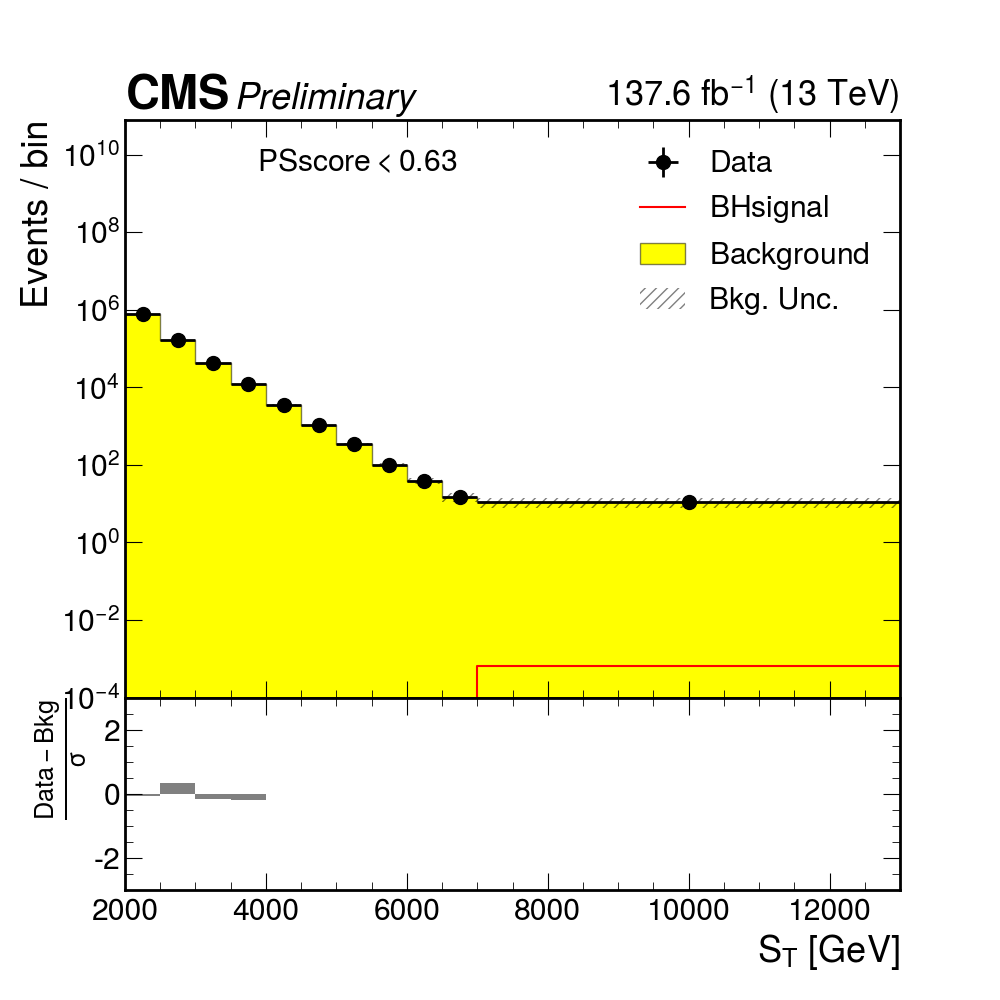 CMS Preliminary 137.6 fb⁻¹ (13 TeV)
Events / bin
PSscore < 0.63
Data
BHsignal
Background
Bkg. Unc.
10¹⁰
10⁸
10⁶
10⁴
10²
10⁰
10⁻²
10⁻⁴
Data – Bkg
σ
2
0
-2
2000 4000 6000 8000 10000 12000
S_T [GeV]